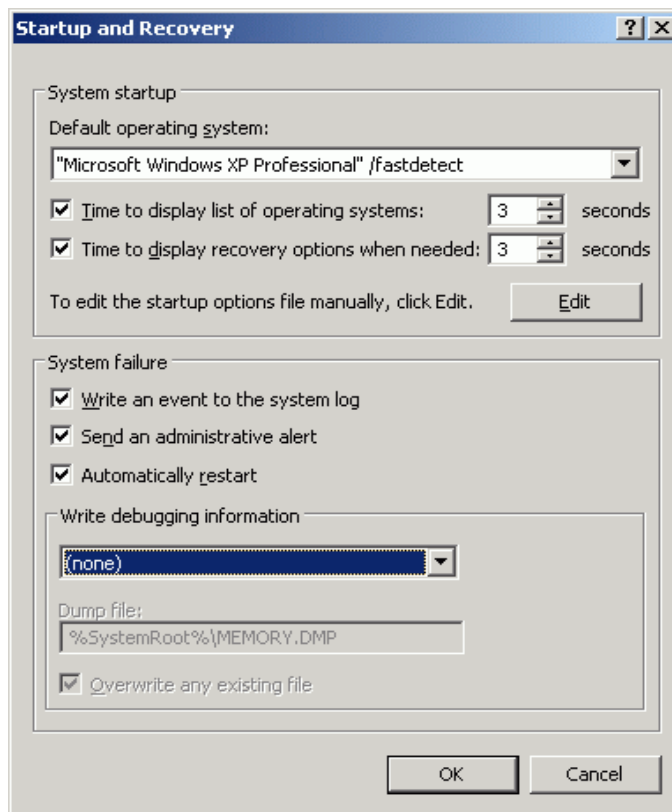 Startup and Recovery
System startup
Default operating system:
"Microsoft Windows XP Professional" /fastdetect
Time to display list of operating systems: 3 seconds
Time to display recovery options when needed: 3 seconds
To edit the startup options file manually, click Edit. Edit
System failure
Write an event to the system log
Send an administrative alert
Automatically restart
Write debugging information
(none)
Dump file:
%SystemRoot%\MEMORY.DMP
Overwrite any existing file
OK Cancel